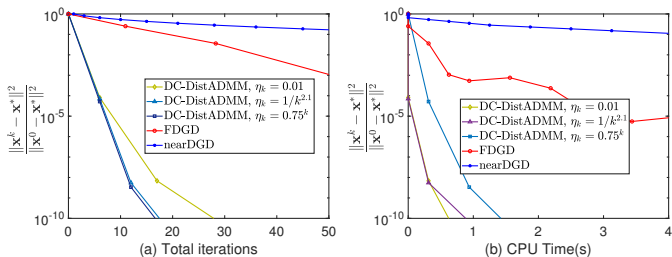 10^0
10^-5
10^-10
||x^k − x^*||^2
||x^0 − x^*||^2
DC-DistADMM, η_k = 0.01
DC-DistADMM, η_k = 1/k^2.1
DC-DistADMM, η_k = 0.75^k
FDGD
nearDGD
0 10 20 30 40 50
(a) Total iterations
10^0
10^-5
10^-10
||x^k − x^*||^2
||x^0 − x^*||^2
DC-DistADMM, η_k = 0.01
DC-DistADMM, η_k = 1/k^2.1
DC-DistADMM, η_k = 0.75^k
FDGD
nearDGD
0 1 2 3 4
(b) CPU Time(s)